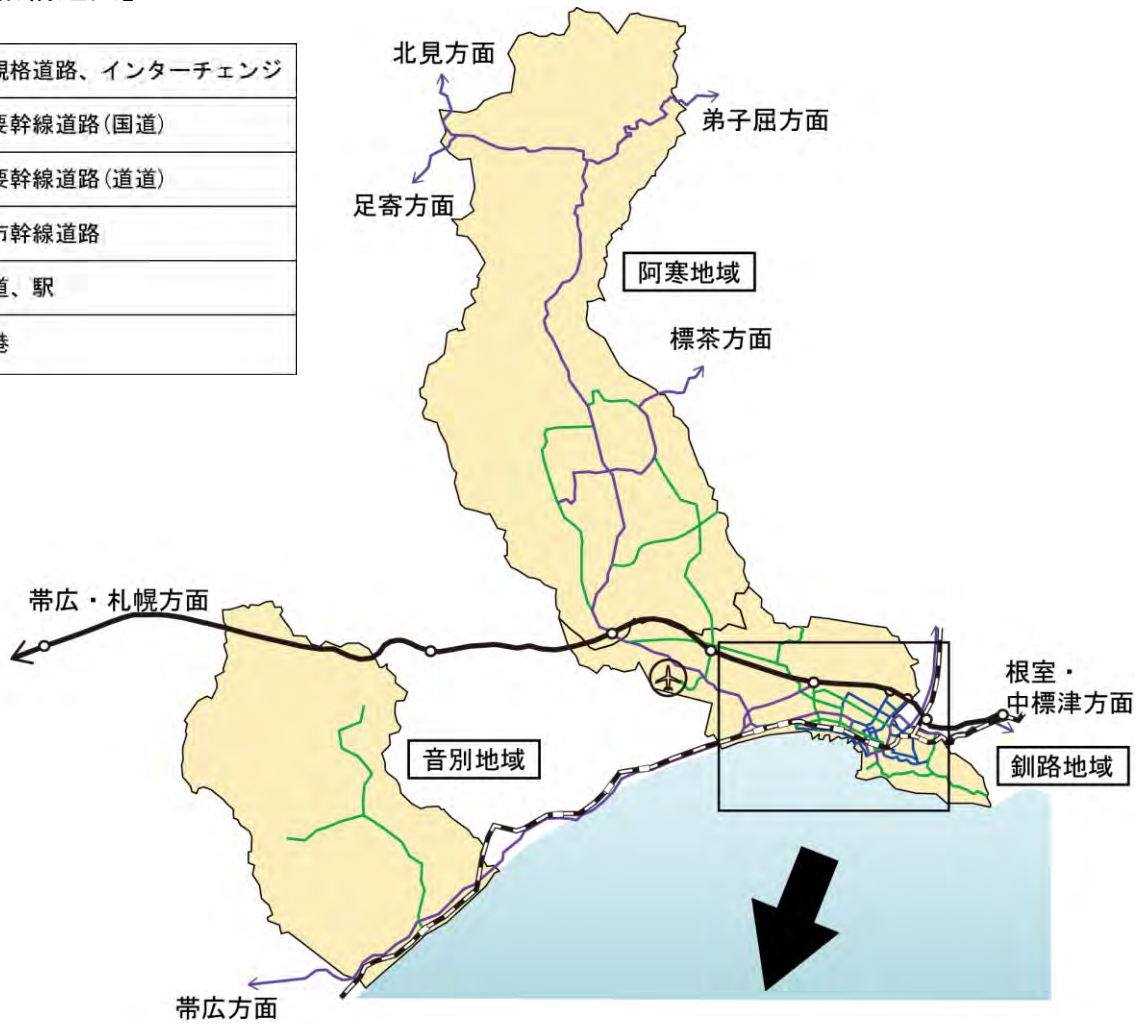 規格道路、インターチェンジ
要幹線道路(国道)
要幹線道路(道道)
市幹線道路
道、駅
港
北見方面
弟子屈方面
足寄方面
阿寒地域
標茶方面
帯広・札幌方面
根室・
中標津方面
音別地域
釧路地域
帯広方面